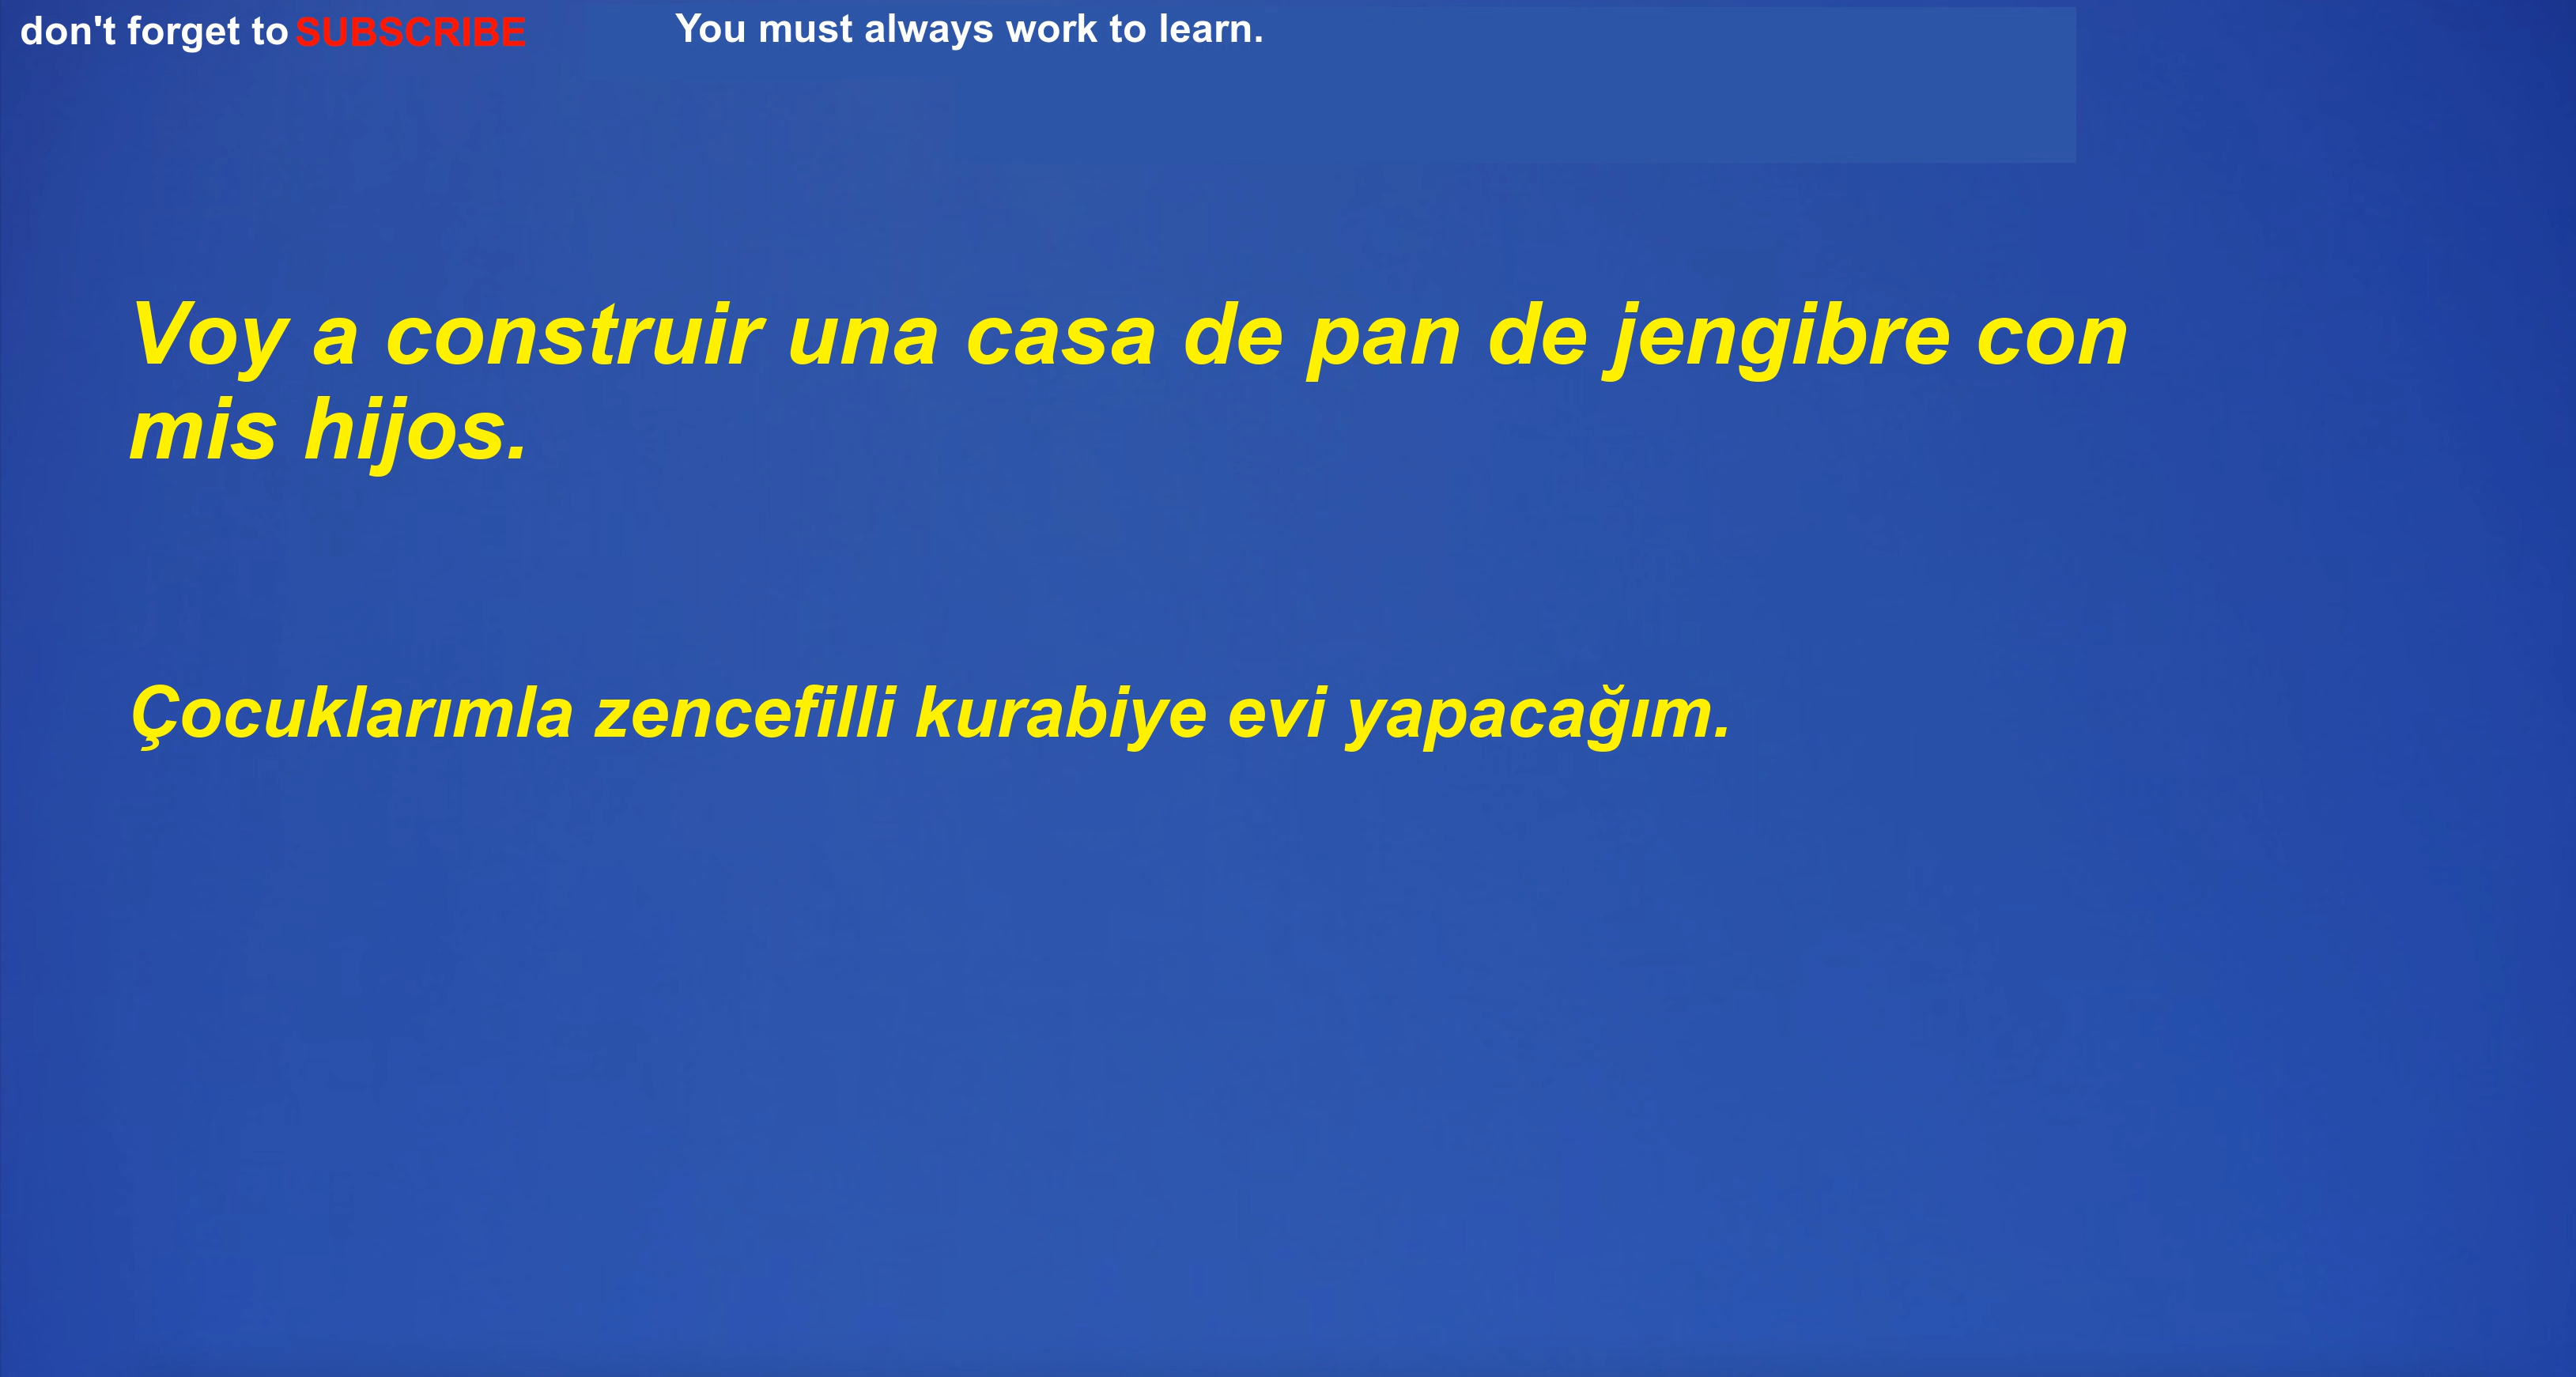 don't forget to SUBSCRIBE You must always work to learn.
Voy a construir una casa de pan de jengibre con
mis hijos.
Çocuklarımla zencefilli kurabiye evi yapacağım.